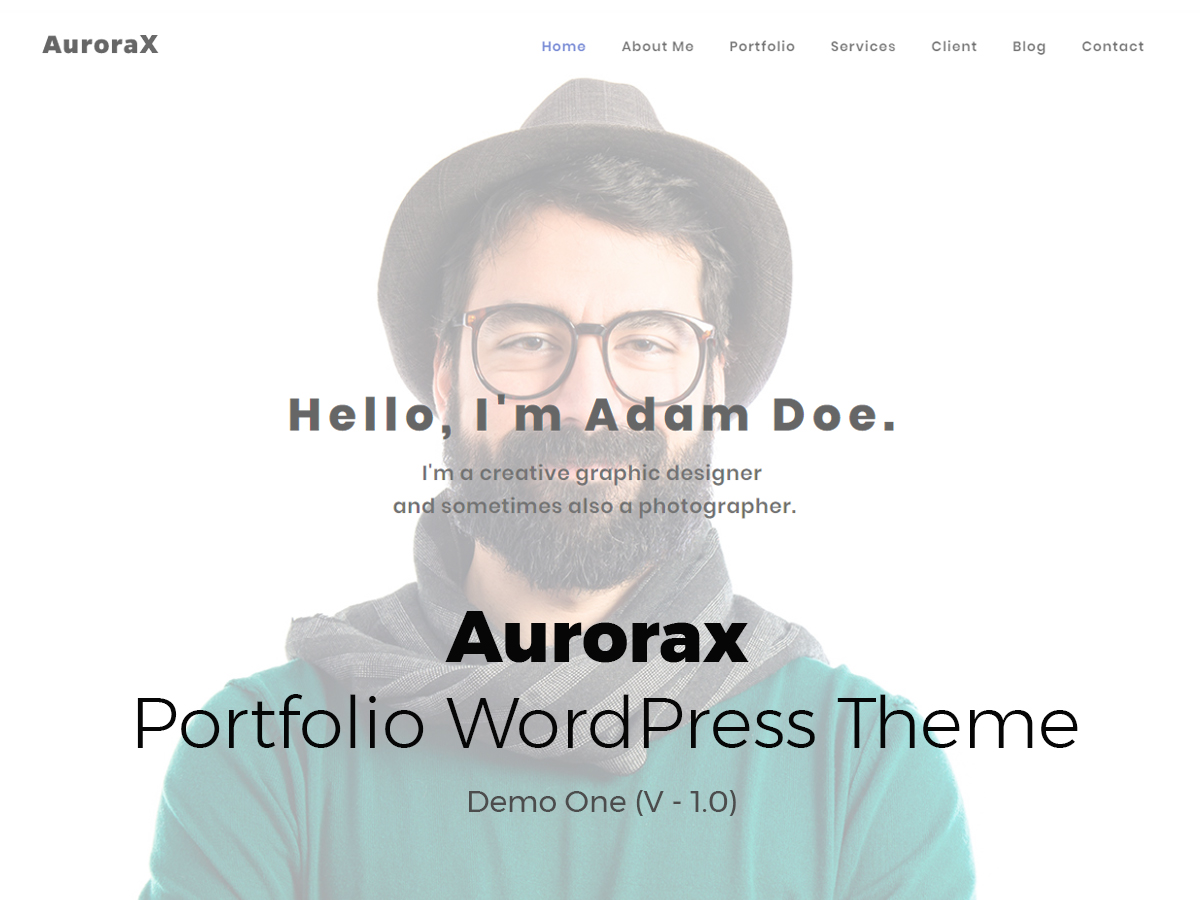 AuroraX
Home About Me Portfolio Services Client Blog Contact
Hello, I'm Adam Doe.
I'm a creative graphic designer
and sometimes also a photographer.
Aurorax
Portfolio WordPress Theme
Demo One (V - 1.0)